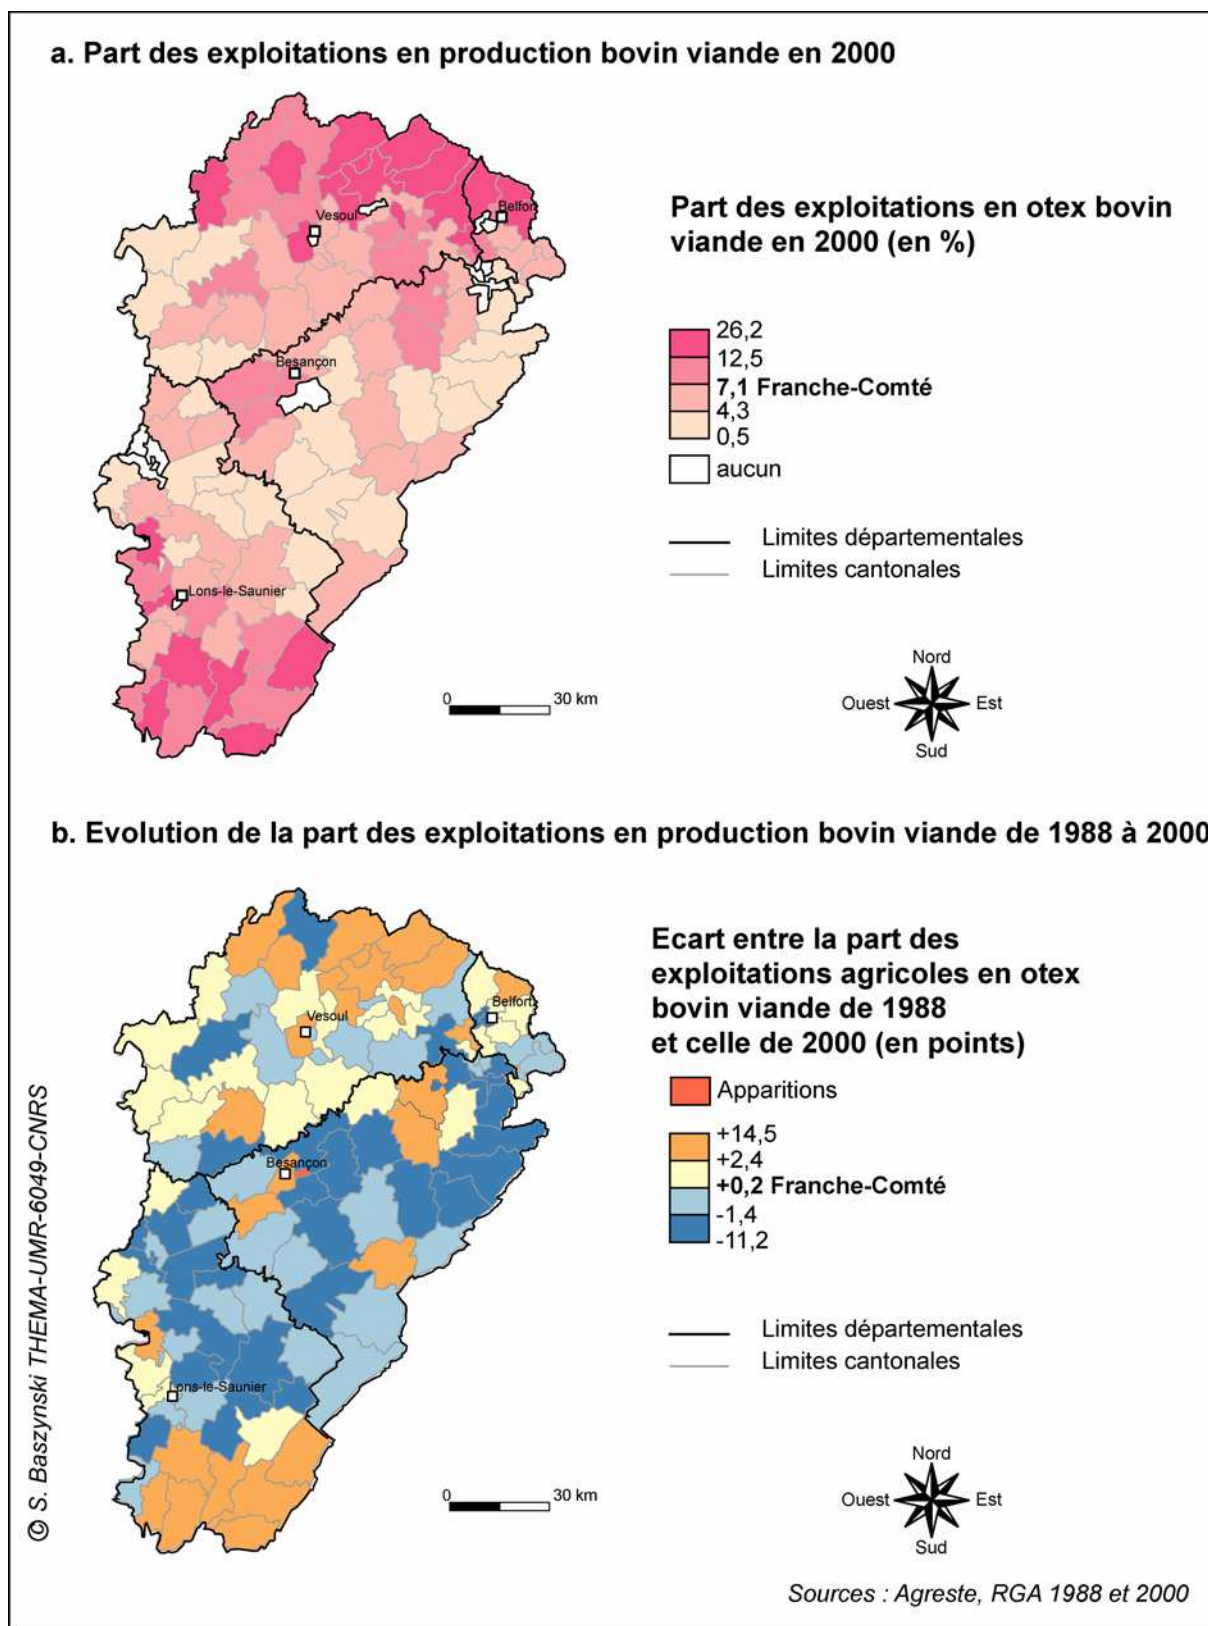 a. Part des exploitations en production bovin viande en 2000
Vesoul
Belfort
Besançon
Lons-le-Saunier
Part des exploitations en otex bovin
viande en 2000 (en %)
26,2
12,5
7,1 Franche-Comté
4,3
0,5
aucun
Limites départementales
Limites cantonales
0 30 km
Nord
Ouest Est
Sud
b. Evolution de la part des exploitations en production bovin viande de 1988 à 2000
Vesoul
Belfort
Besançon
Lons-le-Saunier
Ecart entre la part des
exploitations agricoles en otex
bovin viande de 1988
et celle de 2000 (en points)
Apparitions
+14,5
+2,4
+0,2 Franche-Comté
-1,4
-11,2
Limites départementales
Limites cantonales
0 30 km
Nord
Ouest Est
Sud
© S. Baszynski THEMA-UMR-6049-CNRS
Sources : Agreste, RGA 1988 et 2000